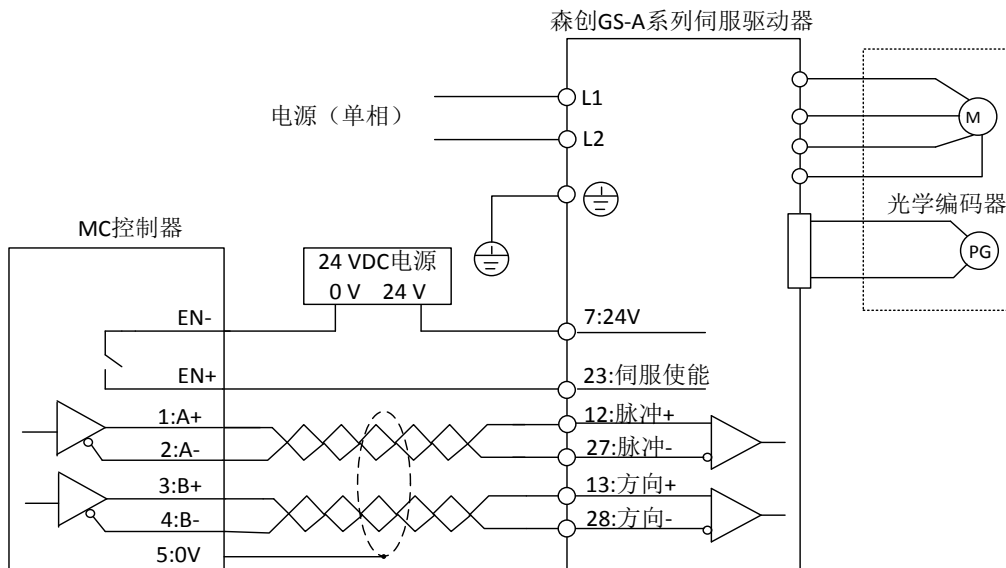 森创GS-A系列伺服驱动器
电源（单相）
L1
L2
M
光学编码器
PG
MC控制器
24 VDC电源
0 V 24 V
EN-
7:24V
EN+
23:伺服使能
1:A+
12:脉冲+
2:A-
27:脉冲-
3:B+
13:方向+
4:B-
28:方向-
5:0V